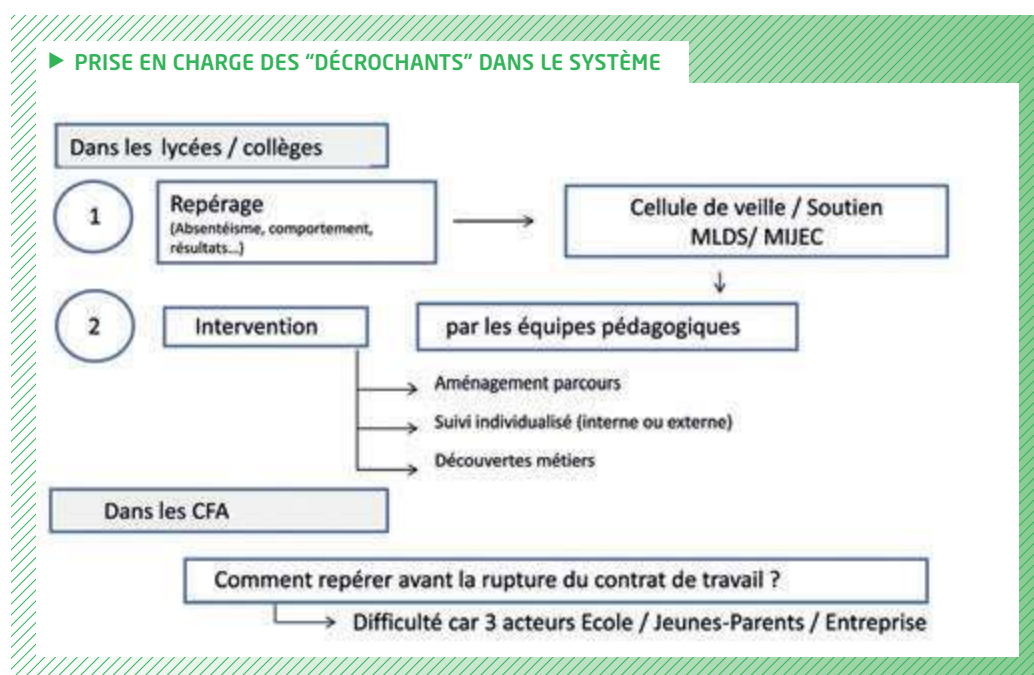 PRISE EN CHARGE DES “DÉCROCHANTS” DANS LE SYSTÈME
Dans les lycées / collèges
1
Repérage
(Absentéisme, comportement,
résultats...)
Cellule de veille / Soutien
MLDS/ MIJEC
2
Intervention
par les équipes pédagogiques
Aménagement parcours
Suivi individualisé (interne ou externe)
Découvertes métiers
Dans les CFA
Comment repérer avant la rupture du contrat de travail ?
Difficulté car 3 acteurs Ecole / Jeunes-Parents / Entreprise